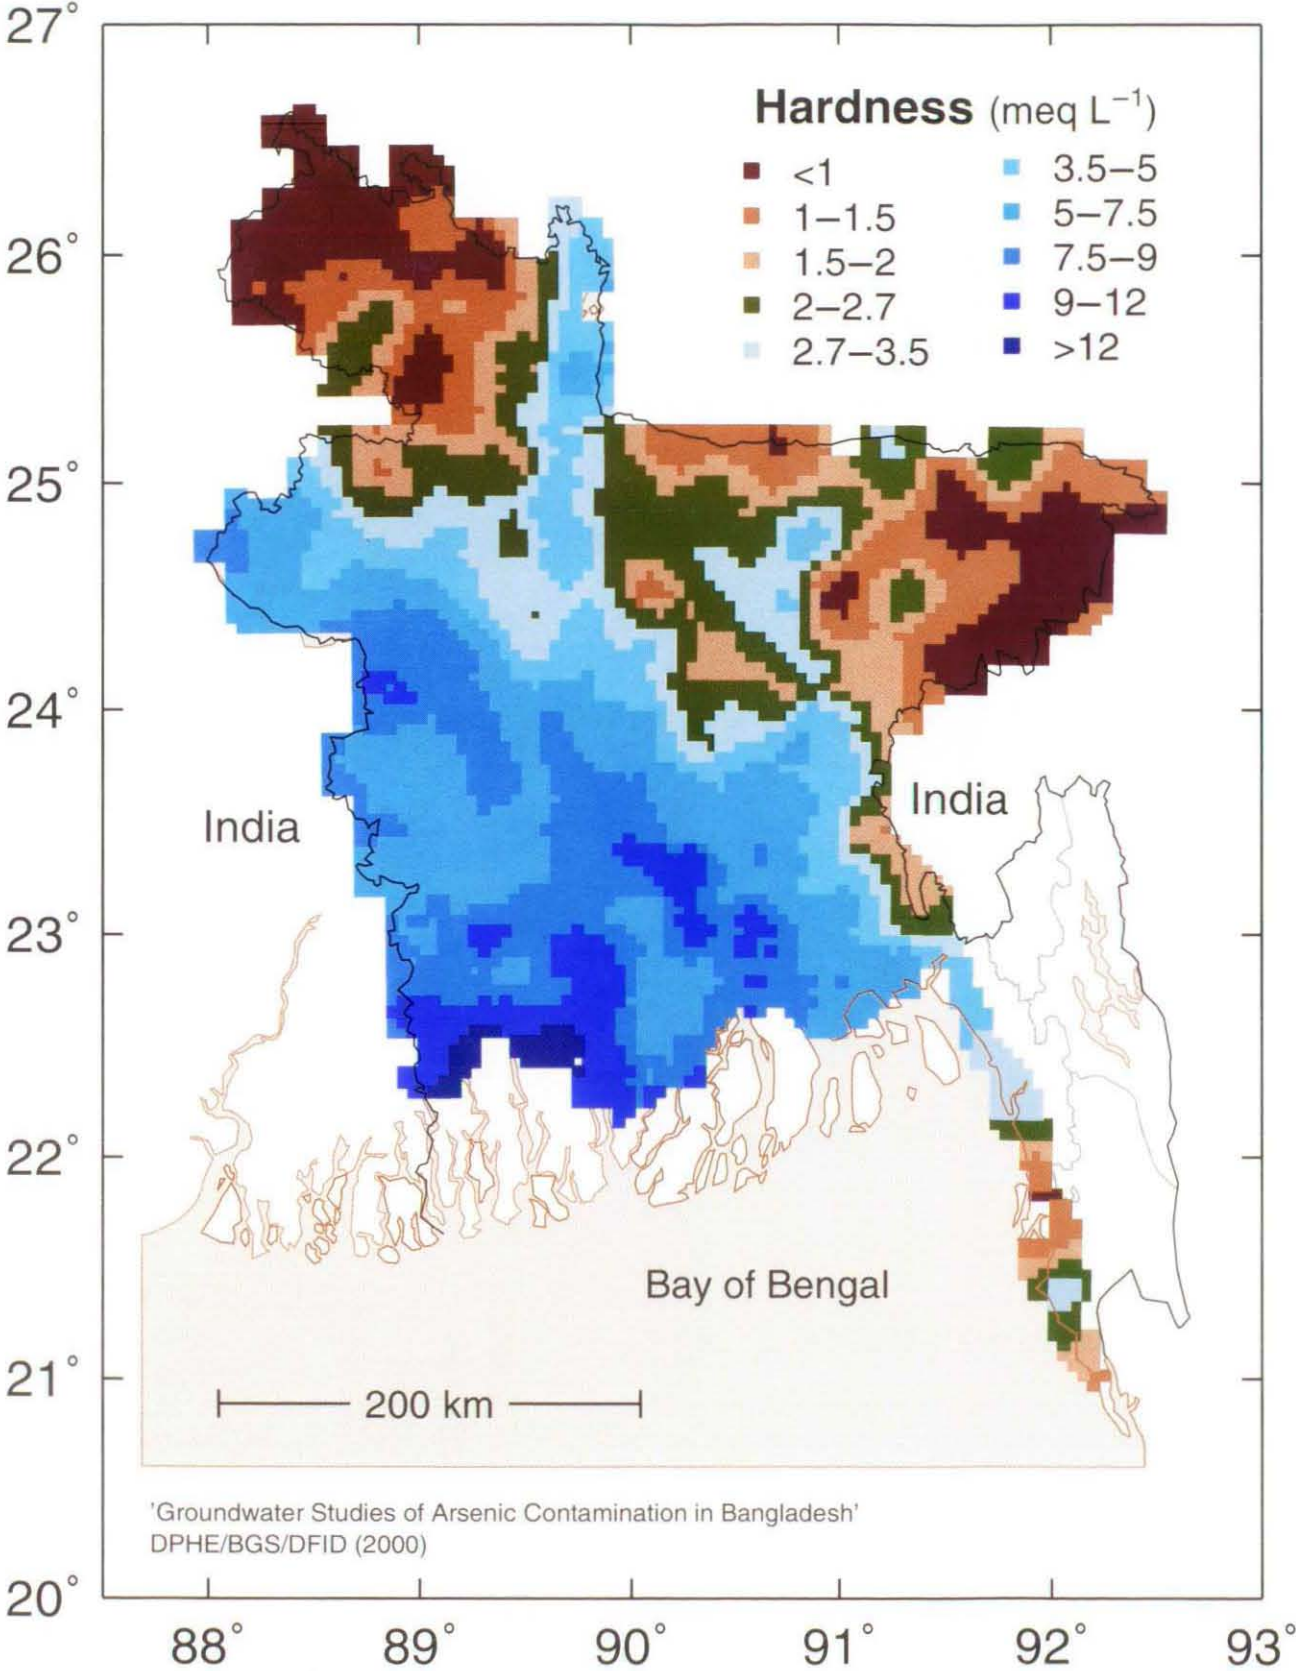 27°
Hardness (meq L⁻¹)
<1
1–1.5
1.5–2
2–2.7
2.7–3.5
3.5–5
5–7.5
7.5–9
9–12
>12
26°
25°
24°
India
India
23°
22°
Bay of Bengal
21°
200 km
'Groundwater Studies of Arsenic Contamination in Bangladesh'
DPHE/BGS/DFID (2000)
20°
88° 89° 90° 91° 92° 93°